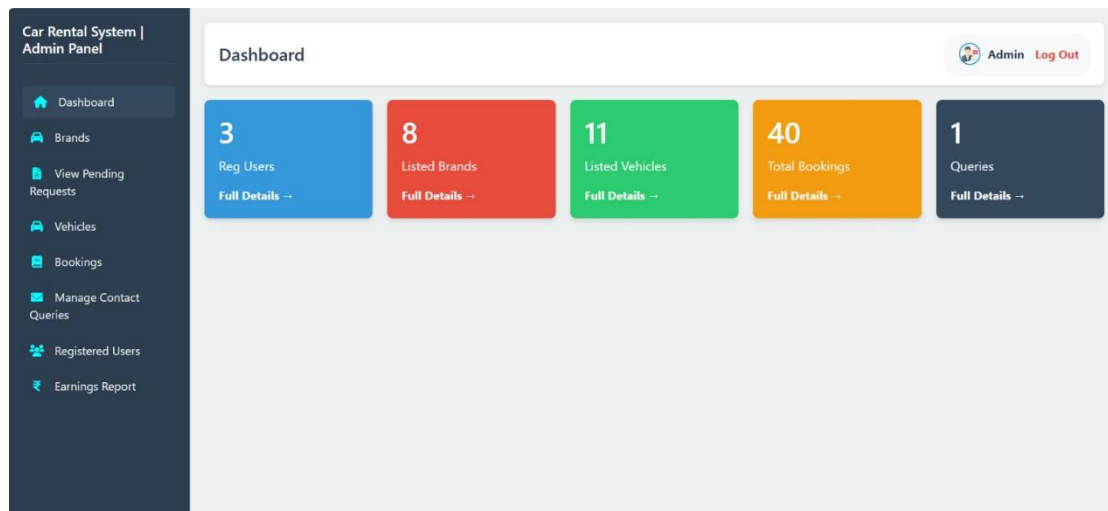 Car Rental System |
Admin Panel
Dashboard
Brands
View Pending
Requests
Vehicles
Bookings
Manage Contact
Queries
Registered Users
₹ Earnings Report
Dashboard
Admin Log Out
3
Reg Users
Full Details →
8
Listed Brands
Full Details →
11
Listed Vehicles
Full Details →
40
Total Bookings
Full Details →
1
Queries
Full Details →